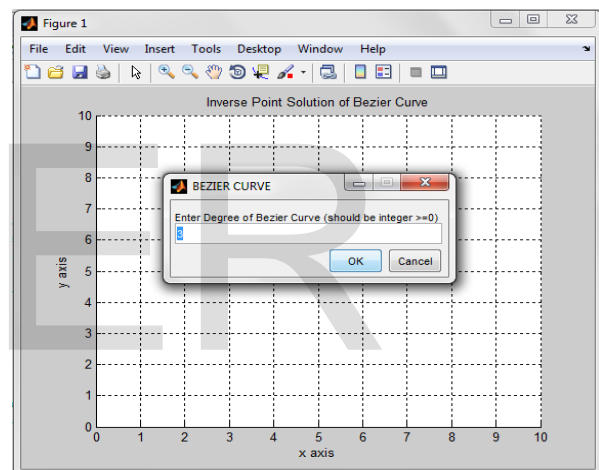 Figure 1
File Edit View Insert Tools Desktop Window Help
Inverse Point Solution of Bezier Curve
10
9
8
7
6
5
4
3
2
1
0
y axis
BEZIER CURVE
Enter Degree of Bezier Curve (should be integer >=0)
3
OK Cancel
0 1 2 3 4 5 6 7 8 9 10
x axis
ER